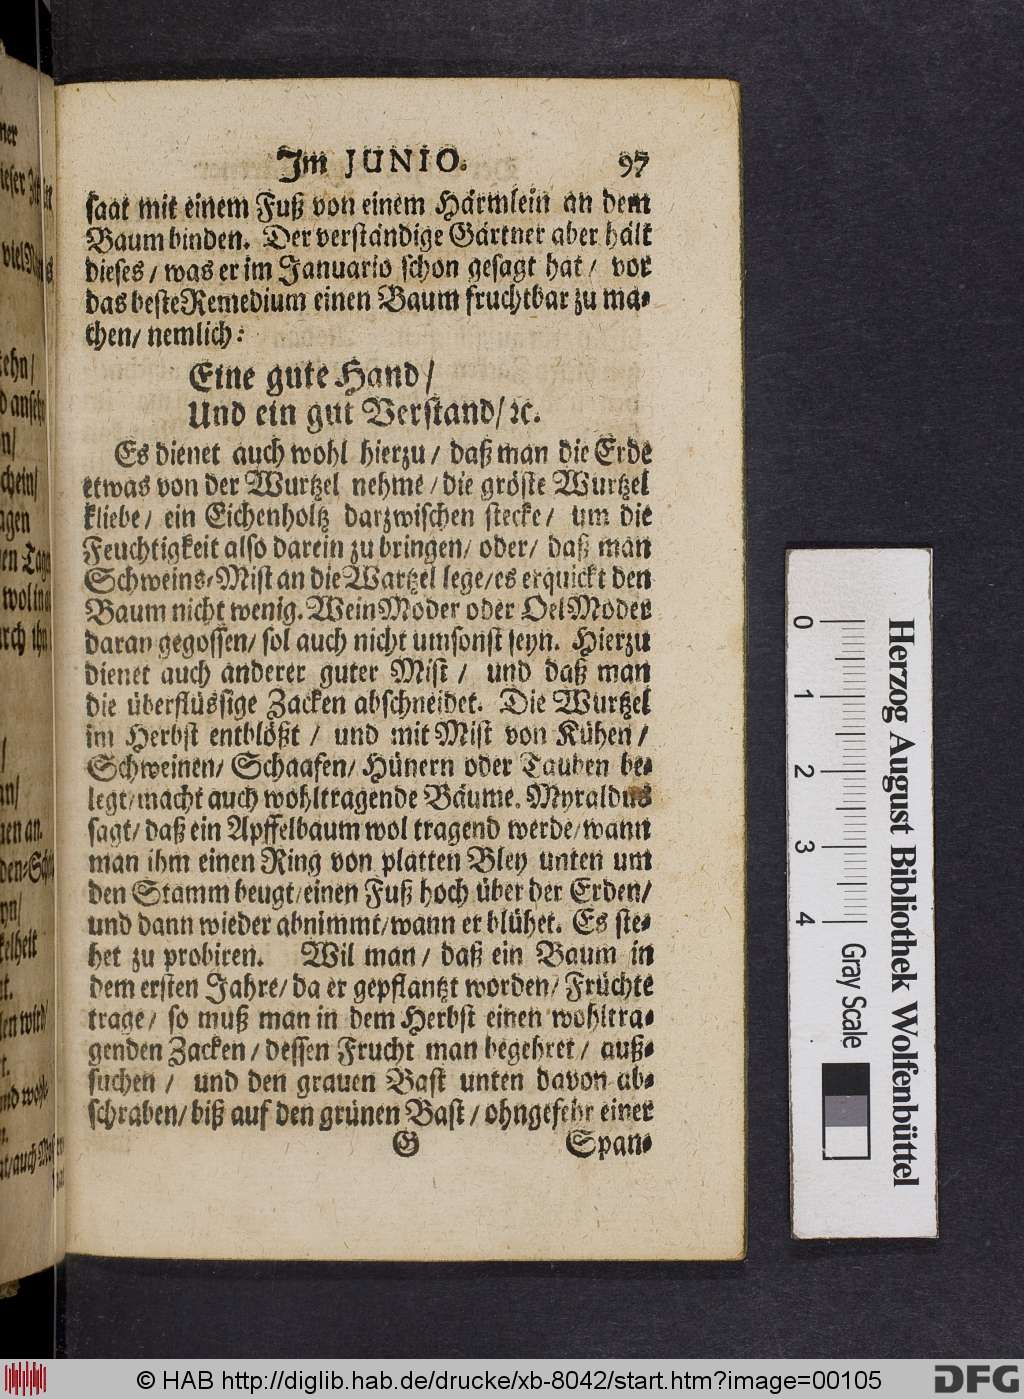 Im JUNIO. 97
saat mit einem Fuß von einem Härmlein an dem
Baum binden. Der verständige Gärtner aber hält
dieses / was er im Januario schon gesagt hat / vor
das beste Remedium einen Baum fruchtbar zu ma-
chen / nemlich:
Eine gute Hand /
Und ein gut Verstand / ꝛc.
Es dienet auch wohl hierzu / daß man die Erde
etwas von der Wurtzel nehme / die gröste Wurtzel
kliebe / ein Eichenholtz darzwischen stecke / um die
Feuchtigkeit also darein zu bringen / oder / daß man
Schweins-Mist an die Wartzel lege / es erquickt den
Baum nicht wenig. Wein Moder oder Oel Moder
daran gegossen / sol auch nicht umsonst seyn. Hierzu
dienet auch anderer guter Mist / und daß man
die überflüssige Zacken abschneidet. Die Wurtzel
im Herbst entblößt / und mit Mist von Kühen /
Schweinen / Schaafen / Hünern oder Tauben be-
legt / macht auch wohltragende Bäume. Myraldus
sagt / daß ein Apffelbaum wol tragend werde / wann
man ihm einen Ring von platten Bley unten um
den Stamm beugt / einen Fuß hoch über der Erden /
und dann wieder abnimmt / wann er blühet. Es ste-
het zu probiren. Wil man / daß ein Baum in
dem ersten Jahre / da er gepflantzt worden / Früchte
trage / so muß man in dem Herbst einen wohltra-
genden Zacken / dessen Frucht man begehret / auß-
suchen / und den grauen Bast unten davon ab-
schraben / biß auf den grünen Bast / ohngefehr einer
G Span-
0 1 2 3 4
Gray Scale
Herzog August Bibliothek Wolfenbüttel
© HAB http://diglib.hab.de/drucke/xb-8042/start.htm?image=00105
DFG